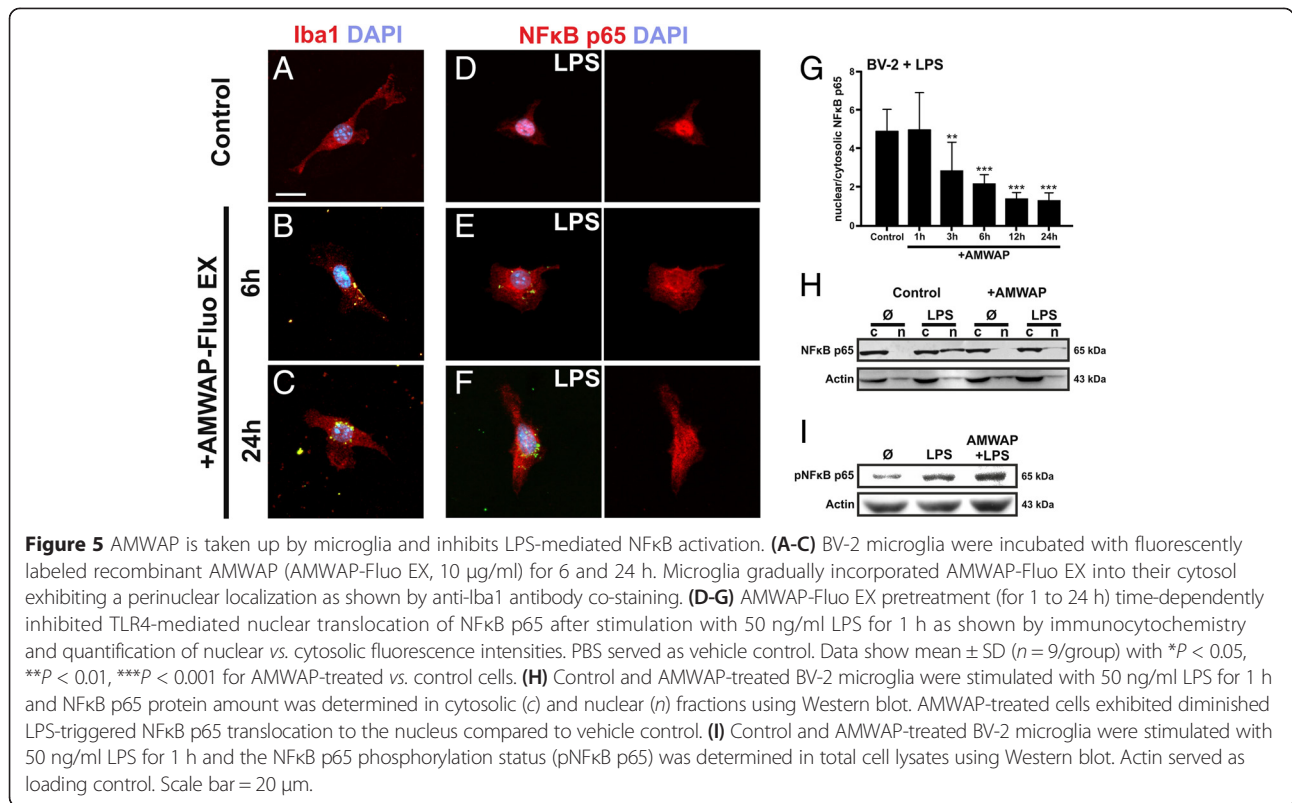 Iba1 DAPI
NFκB p65 DAPI
Control
+AMWAP-Fluo EX
6h
24h
A
B
C
D
LPS
E
LPS
F
LPS
G
BV-2 + LPS
nuclear/cytosolic NFκB p65
8
6
4
2
0
** *** *** ***
Control 1h 3h 6h 12h 24h
+AMWAP
H
Control +AMWAP
Ø LPS Ø LPS
c n c n c n c n
NFκB p65 65 kDa
Actin 43 kDa
I
Ø LPS AMWAP
+LPS
pNFκB p65 65 kDa
Actin 43 kDa
Figure 5 AMWAP is taken up by microglia and inhibits LPS-mediated NFκB activation. (A-C) BV-2 microglia were incubated with fluorescently
labeled recombinant AMWAP (AMWAP-Fluo EX, 10 μg/ml) for 6 and 24 h. Microglia gradually incorporated AMWAP-Fluo EX into their cytosol
exhibiting a perinuclear localization as shown by anti-Iba1 antibody co-staining. (D-G) AMWAP-Fluo EX pretreatment (for 1 to 24 h) time-dependently
inhibited TLR4-mediated nuclear translocation of NFκB p65 after stimulation with 50 ng/ml LPS for 1 h as shown by immunocytochemistry
and quantification of nuclear vs. cytosolic fluorescence intensities. PBS served as vehicle control. Data show mean ± SD (n = 9/group) with *P < 0.05,
**P < 0.01, ***P < 0.001 for AMWAP-treated vs. control cells. (H) Control and AMWAP-treated BV-2 microglia were stimulated with 50 ng/ml LPS for 1 h
and NFκB p65 protein amount was determined in cytosolic (c) and nuclear (n) fractions using Western blot. AMWAP-treated cells exhibited diminished
LPS-triggered NFκB p65 translocation to the nucleus compared to vehicle control. (I) Control and AMWAP-treated BV-2 microglia were stimulated with
50 ng/ml LPS for 1 h and the NFκB p65 phosphorylation status (pNFκB p65) was determined in total cell lysates using Western blot. Actin served as
loading control. Scale bar = 20 μm.